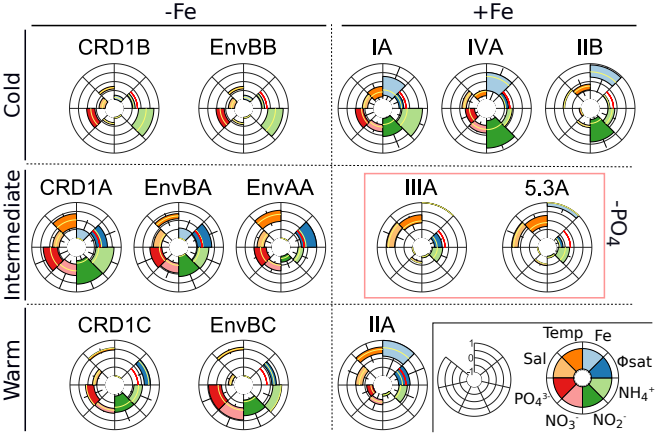 -Fe +Fe
Cold
CRD1B EnvBB IA IVA IIB
Intermediate
CRD1A EnvBA EnvAA IIIA 5.3A
-PO₄
Warm
CRD1C EnvBC IIA
1
0
-1
Temp Fe
Sal Φsat
PO₄³⁻ NH₄⁺
NO₃⁻ NO₂⁻